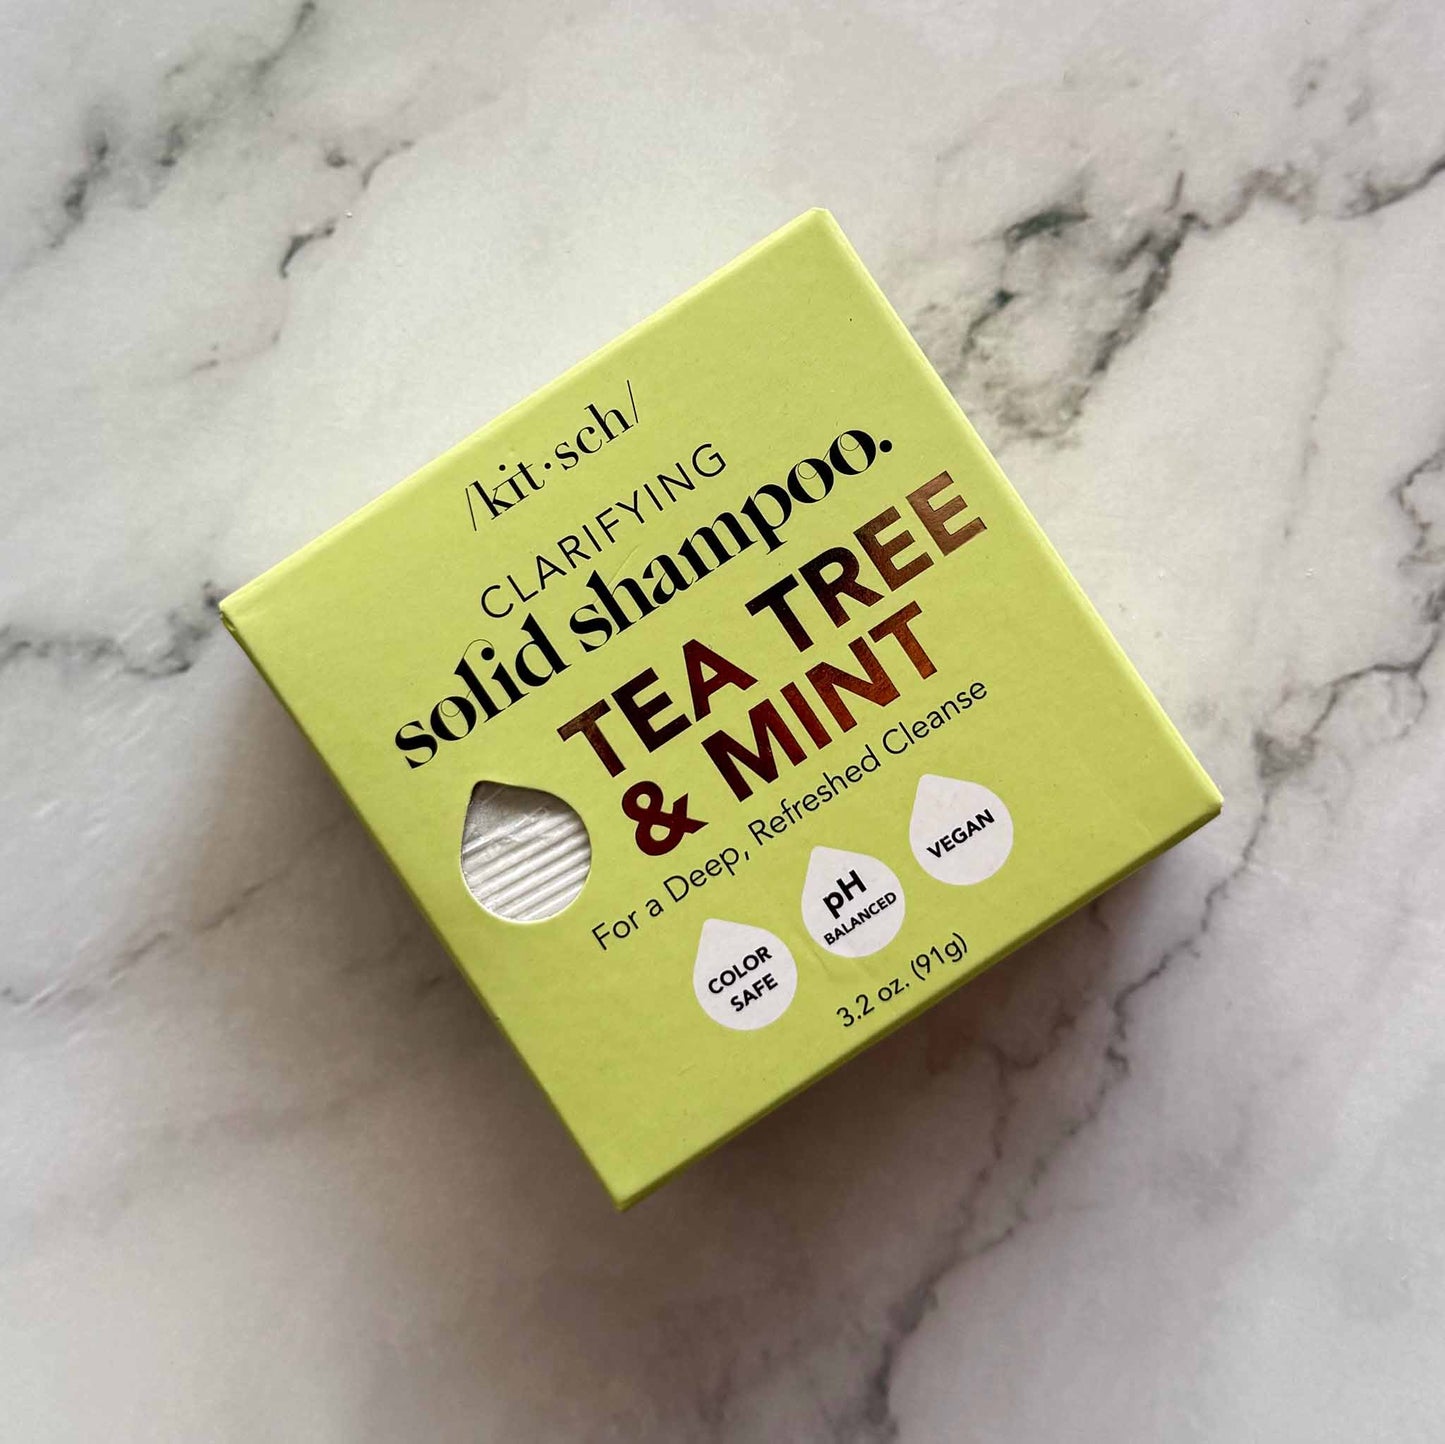 /kit·sch/
CLARIFYING
solid shampoo.
TEA TREE
& MINT
For a Deep, Refreshed Cleanse
COLOR
SAFE
pH
BALANCED
VEGAN
3.2 oz. (91g)